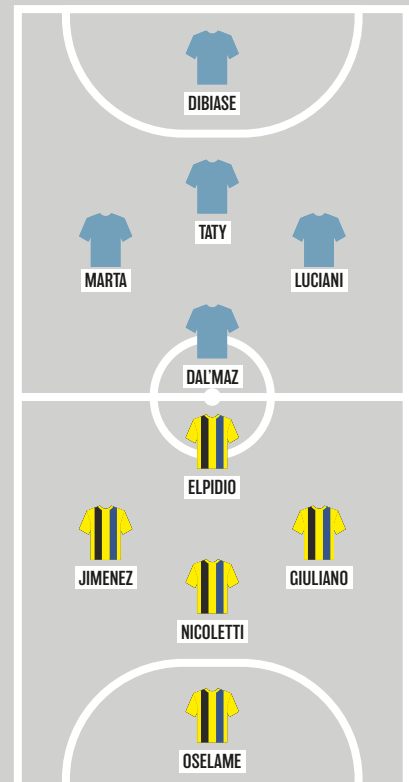 DIBIASE
TATY
MARTA
LUCIANI
DAL'MAZ
ELPIDIO
JIMENEZ
GIULIANO
NICOLETTI
OSELAME